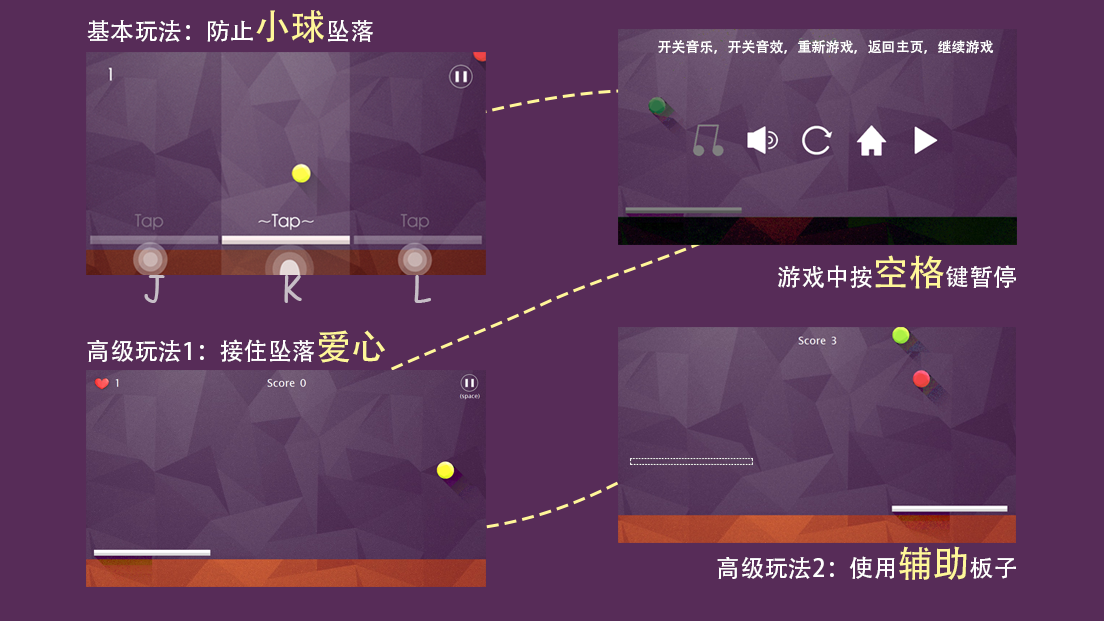 基本玩法：防止小球坠落
1
Tap
~Tap~
Tap
J
K
L
开关音乐，开关音效，重新游戏，返回主页，继续游戏
游戏中按空格键暂停
高级玩法1：接住坠落爱心
1
Score 0
(space)
Score 3
高级玩法2：使用辅助板子